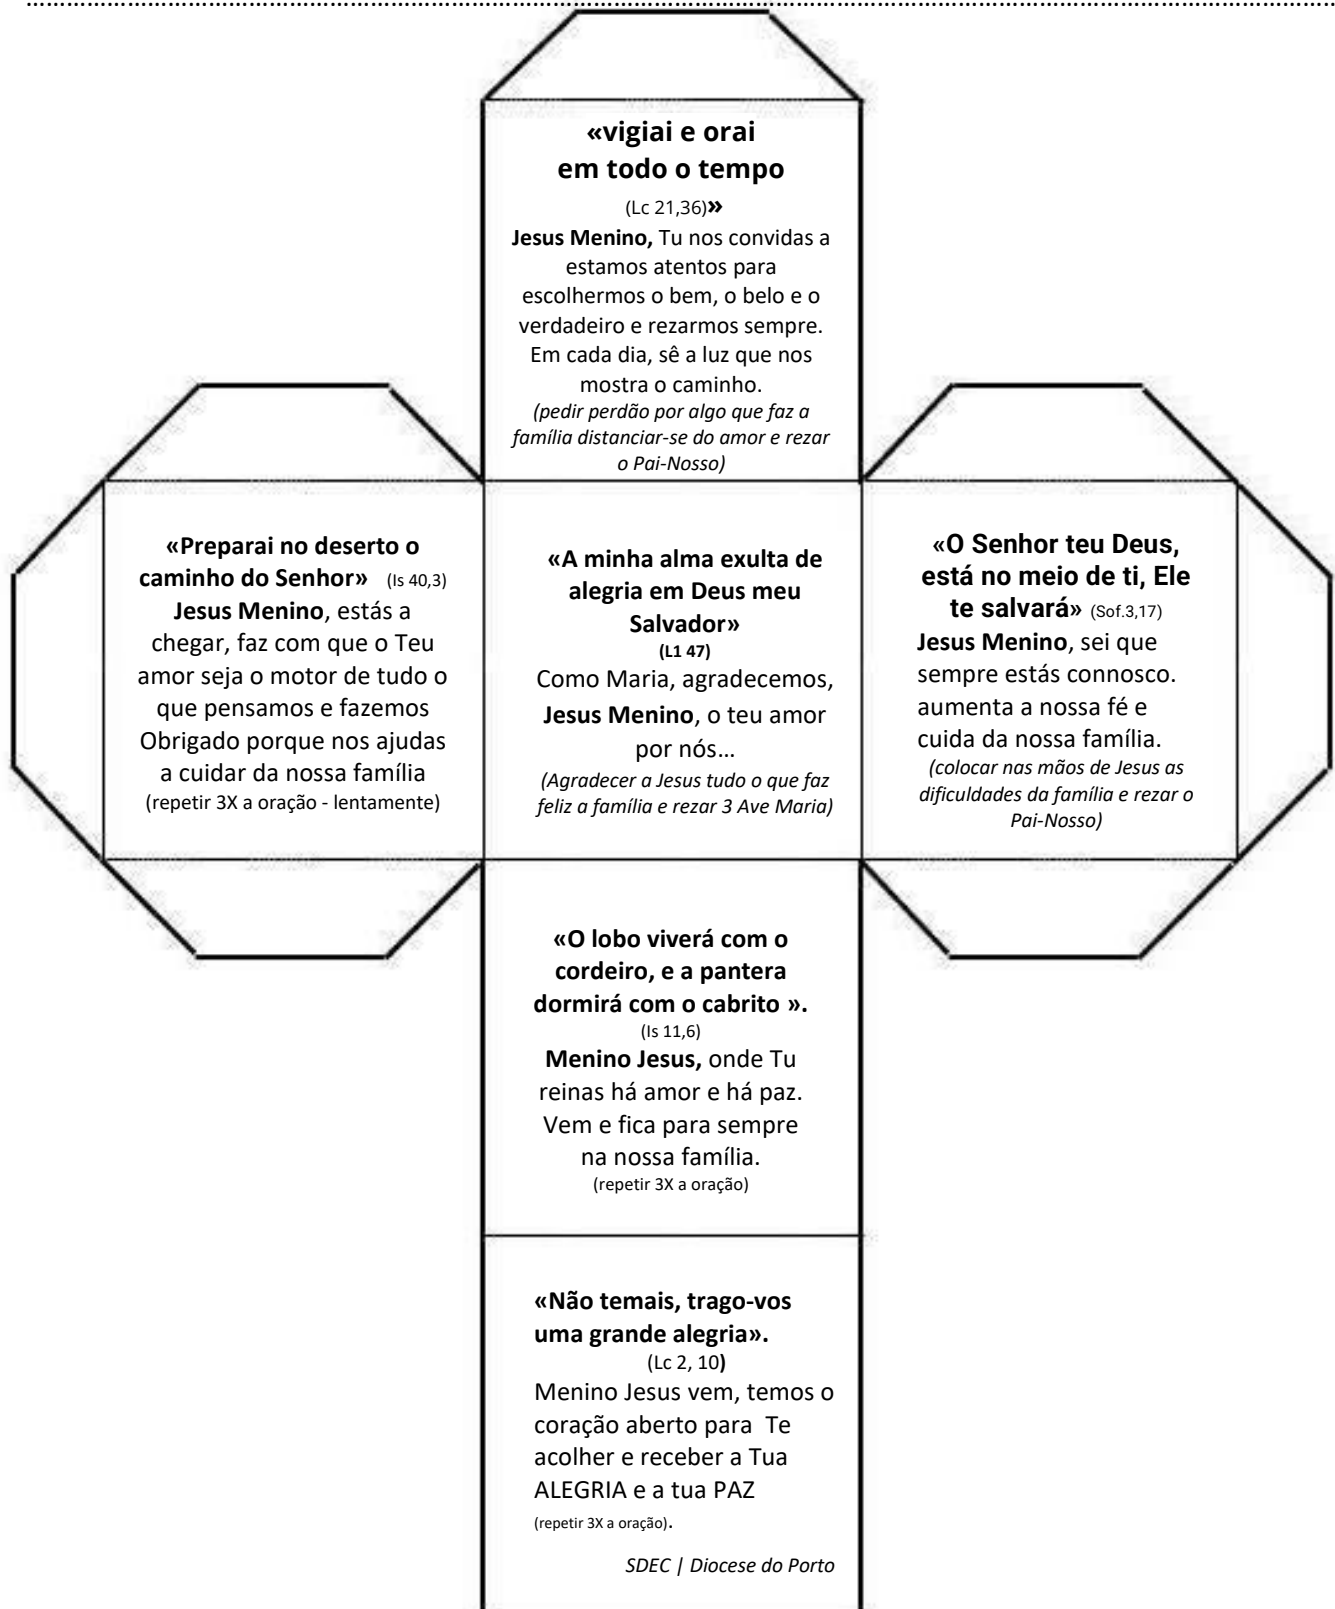 «vigiai e orai
em todo o tempo
(Lc 21,36)»
Jesus Menino, Tu nos convidas a
estamos atentos para
escolhermos o bem, o belo e o
verdadeiro e rezarmos sempre.
Em cada dia, sê a luz que nos
mostra o caminho.
(pedir perdão por algo que faz a
família distanciar-se do amor e rezar
o Pai-Nosso)
«Preparai no deserto o
caminho do Senhor» (Is 40,3)
Jesus Menino, estás a
chegar, faz com que o Teu
amor seja o motor de tudo o
que pensamos e fazemos
Obrigado porque nos ajudas
a cuidar da nossa família
(repetir 3X a oração - lentamente)
«A minha alma exulta de
alegria em Deus meu
Salvador»
(L1 47)
Como Maria, agradecemos,
Jesus Menino, o teu amor
por nós…
(Agradecer a Jesus tudo o que faz
feliz a família e rezar 3 Ave Maria)
«O Senhor teu Deus,
está no meio de ti, Ele
te salvará» (Sof.3,17)
Jesus Menino, sei que
sempre estás connosco.
aumenta a nossa fé e
cuida da nossa família.
(colocar nas mãos de Jesus as
dificuldades da família e rezar o
Pai-Nosso)
«O lobo viverá com o
cordeiro, e a pantera
dormirá com o cabrito ».
(Is 11,6)
Menino Jesus, onde Tu
reinas há amor e há paz.
Vem e fica para sempre
na nossa família.
(repetir 3X a oração)
«Não temais, trago-vos
uma grande alegria».
(Lc 2, 10)
Menino Jesus vem, temos o
coração aberto para Te
acolher e receber a Tua
ALEGRIA e a tua PAZ
(repetir 3X a oração).
SDEC | Diocese do Porto